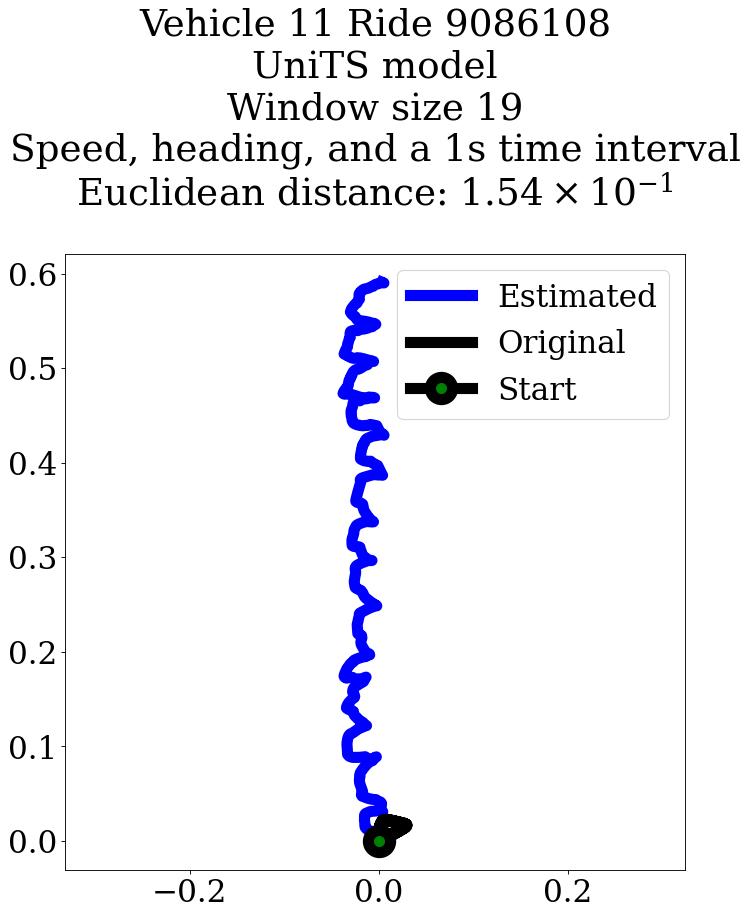 Vehicle 11 Ride 9086108
UniTS model
Window size 19
Speed, heading, and a 1s time interval
Euclidean distance: 1.54 × 10⁻¹
Estimated
Original
Start
0.6
0.5
0.4
0.3
0.2
0.1
0.0
−0.2
0.0
0.2